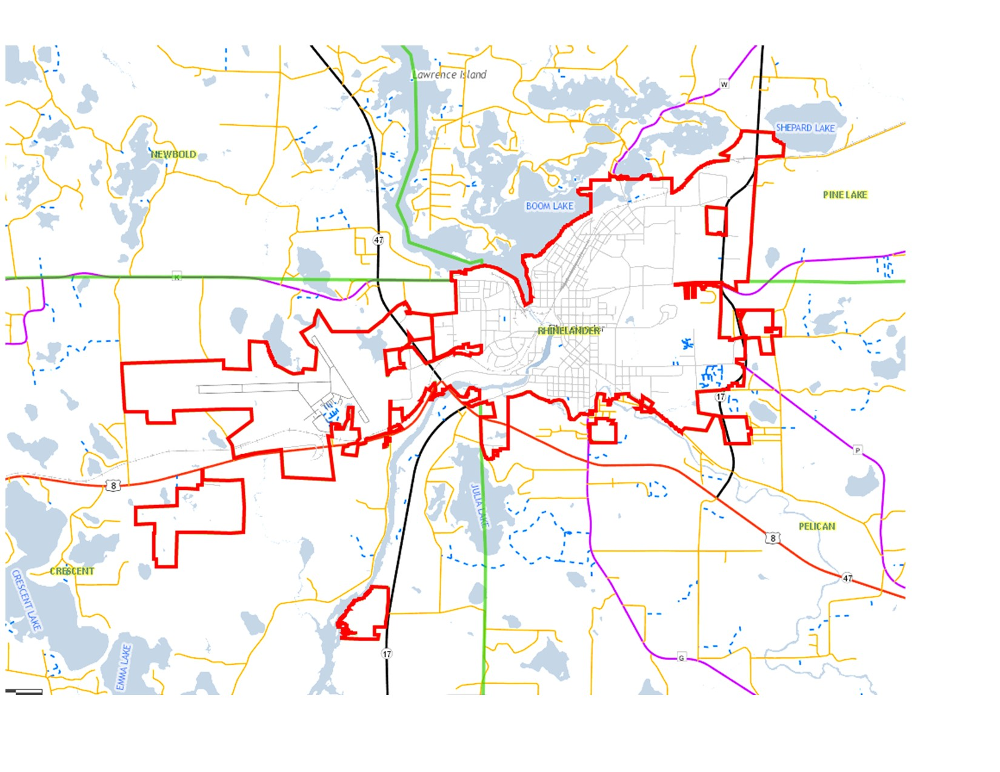 Lawrence Island
W
SHEPARD LAKE
NEWBOLD
PINE LAKE
BOOM LAKE
47
K
RHINELANDER
17
P
8
JULIA LAKE
PELICAN
8
CRESCENT
47
CRESCENT LAKE
17
G
EMMA LAKE